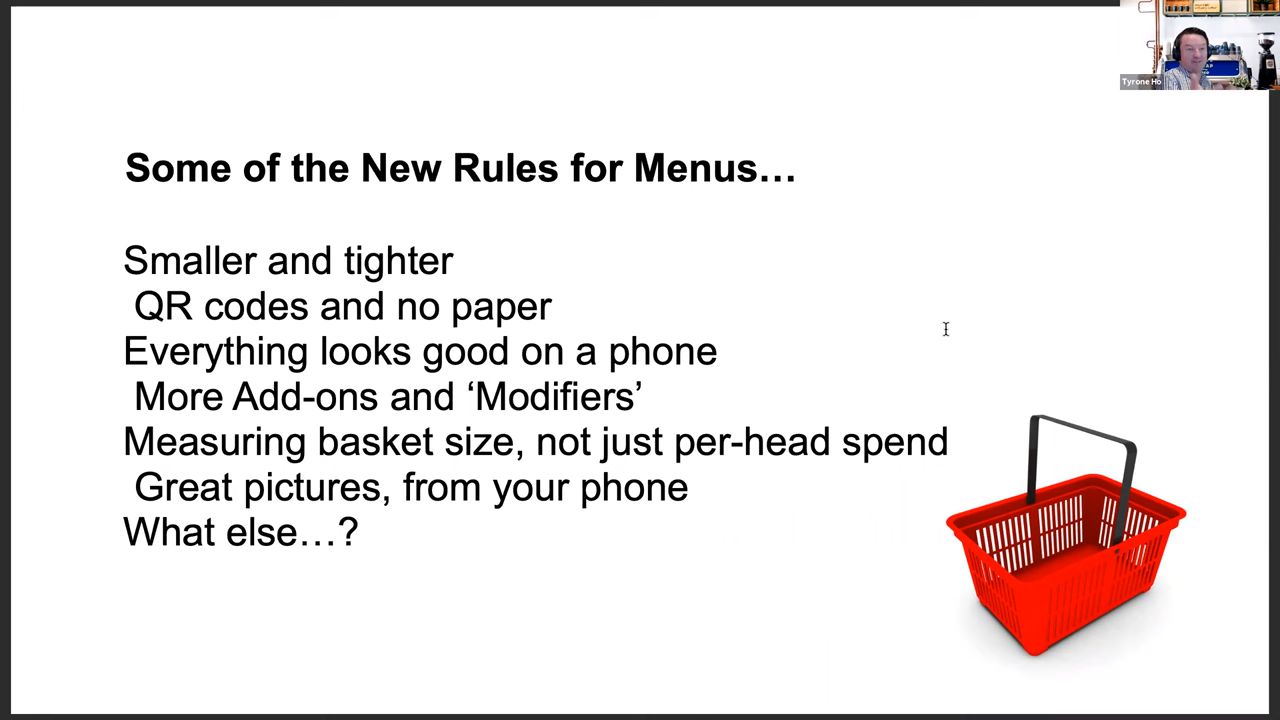 Tyrone Ho
Some of the New Rules for Menus…
Smaller and tighter
QR codes and no paper
Everything looks good on a phone
More Add-ons and ‘Modifiers’
Measuring basket size, not just per-head spend
Great pictures, from your phone
What else…?